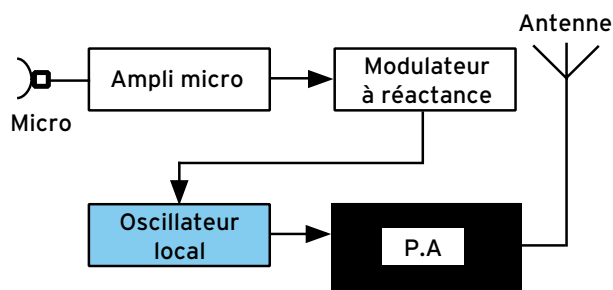 Antenne
Ampli micro
Modulateur
à réactance
Micro
Oscillateur
local
P.A